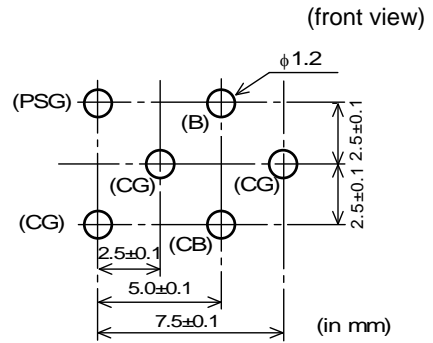 (front view)
ϕ1.2
(PSG)
(B)
2.5±0.1
(CG)
(CG)
2.5±0.1
(CG)
(CB)
2.5±0.1
5.0±0.1
7.5±0.1
(in mm)